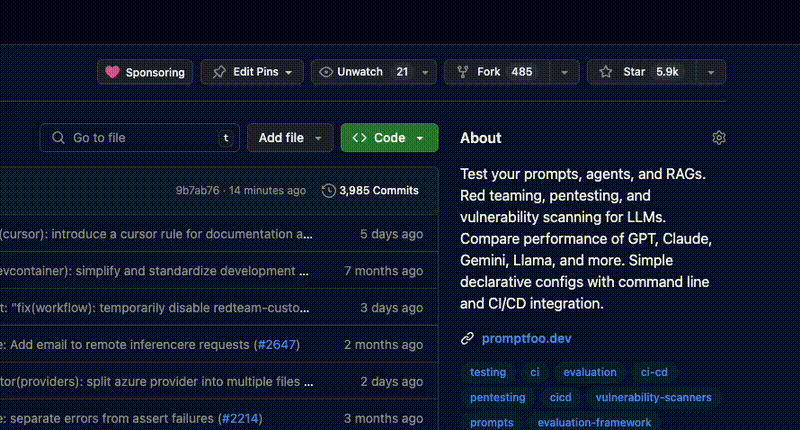 Sponsoring Edit Pins Unwatch 21 Fork 485 Star 5.9k
Go to file t Add file Code
9b7ab76 · 14 minutes ago 3,985 Commits
(cursor): introduce a cursor rule for documentation a... 5 days ago
evcontainer): simplify and standardize development ... 7 months ago
t: "fix(workflow): temporarily disable redteam-custo... 3 days ago
e: Add email to remote inferencere requests (#2647) 2 months ago
tor(providers): split azure provider into multiple files ... 2 days ago
e: separate errors from assert failures (#2214) 3 months ago
About
Test your prompts, agents, and RAGs.
Red teaming, pentesting, and
vulnerability scanning for LLMs.
Compare performance of GPT, Claude,
Gemini, Llama, and more. Simple
declarative configs with command line
and CI/CD integration.
promptfoo.dev
testing ci evaluation ci-cd
pentesting cicd vulnerability-scanners
prompts evaluation-framework